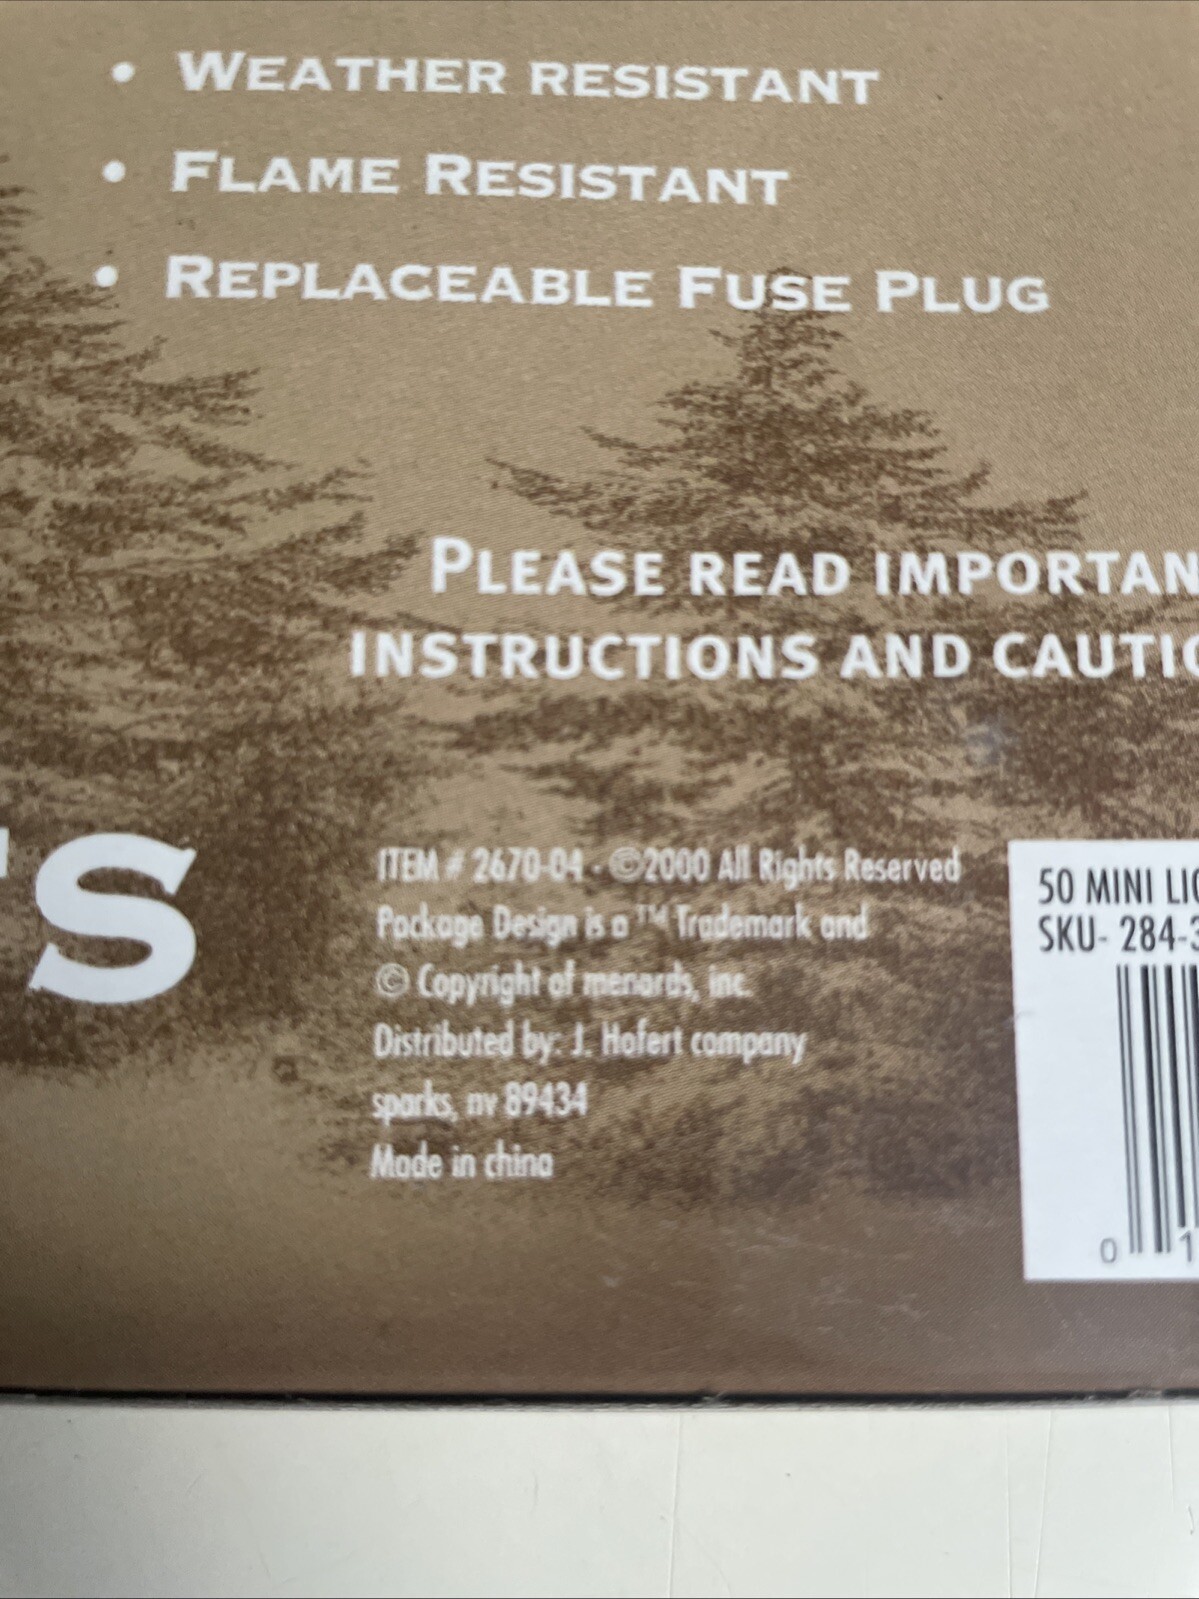 • WEATHER RESISTANT
• FLAME RESISTANT
• REPLACEABLE FUSE PLUG
PLEASE READ IMPORTAN
INSTRUCTIONS AND CAUTIO
S
ITEM # 2670-04 - ©2000 All Rights Reserved
Package Design is a ™ Trademark and
© Copyright of menards, inc.
Distributed by: J. Hofert company
sparks, nv 89434
Made in china
50 MINI LIG
SKU- 284-3
0 1